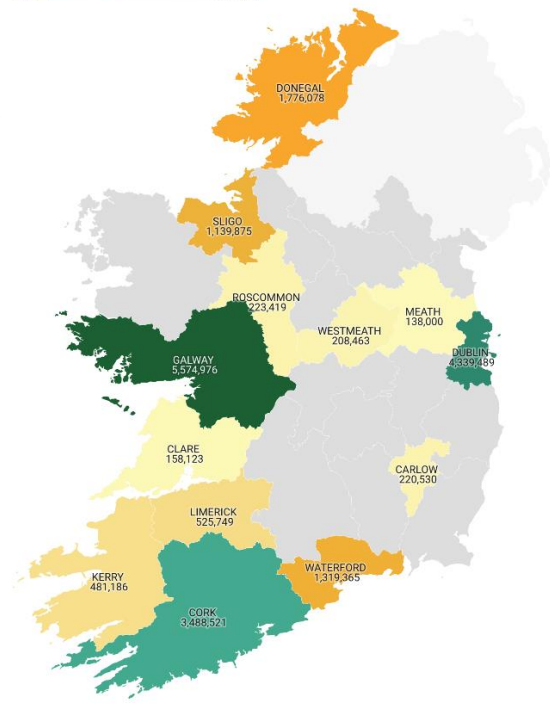 DONEGAL
1,776,078
SLIGO
1,139,875
ROSCOMMON
223,419
WESTMEATH
208,463
MEATH
138,000
DUBLIN
4,339,489
GALWAY
5,574,976
CLARE
158,123
CARLOW
220,530
LIMERICK
525,749
KERRY
481,186
WATERFORD
1,319,365
CORK
3,488,521